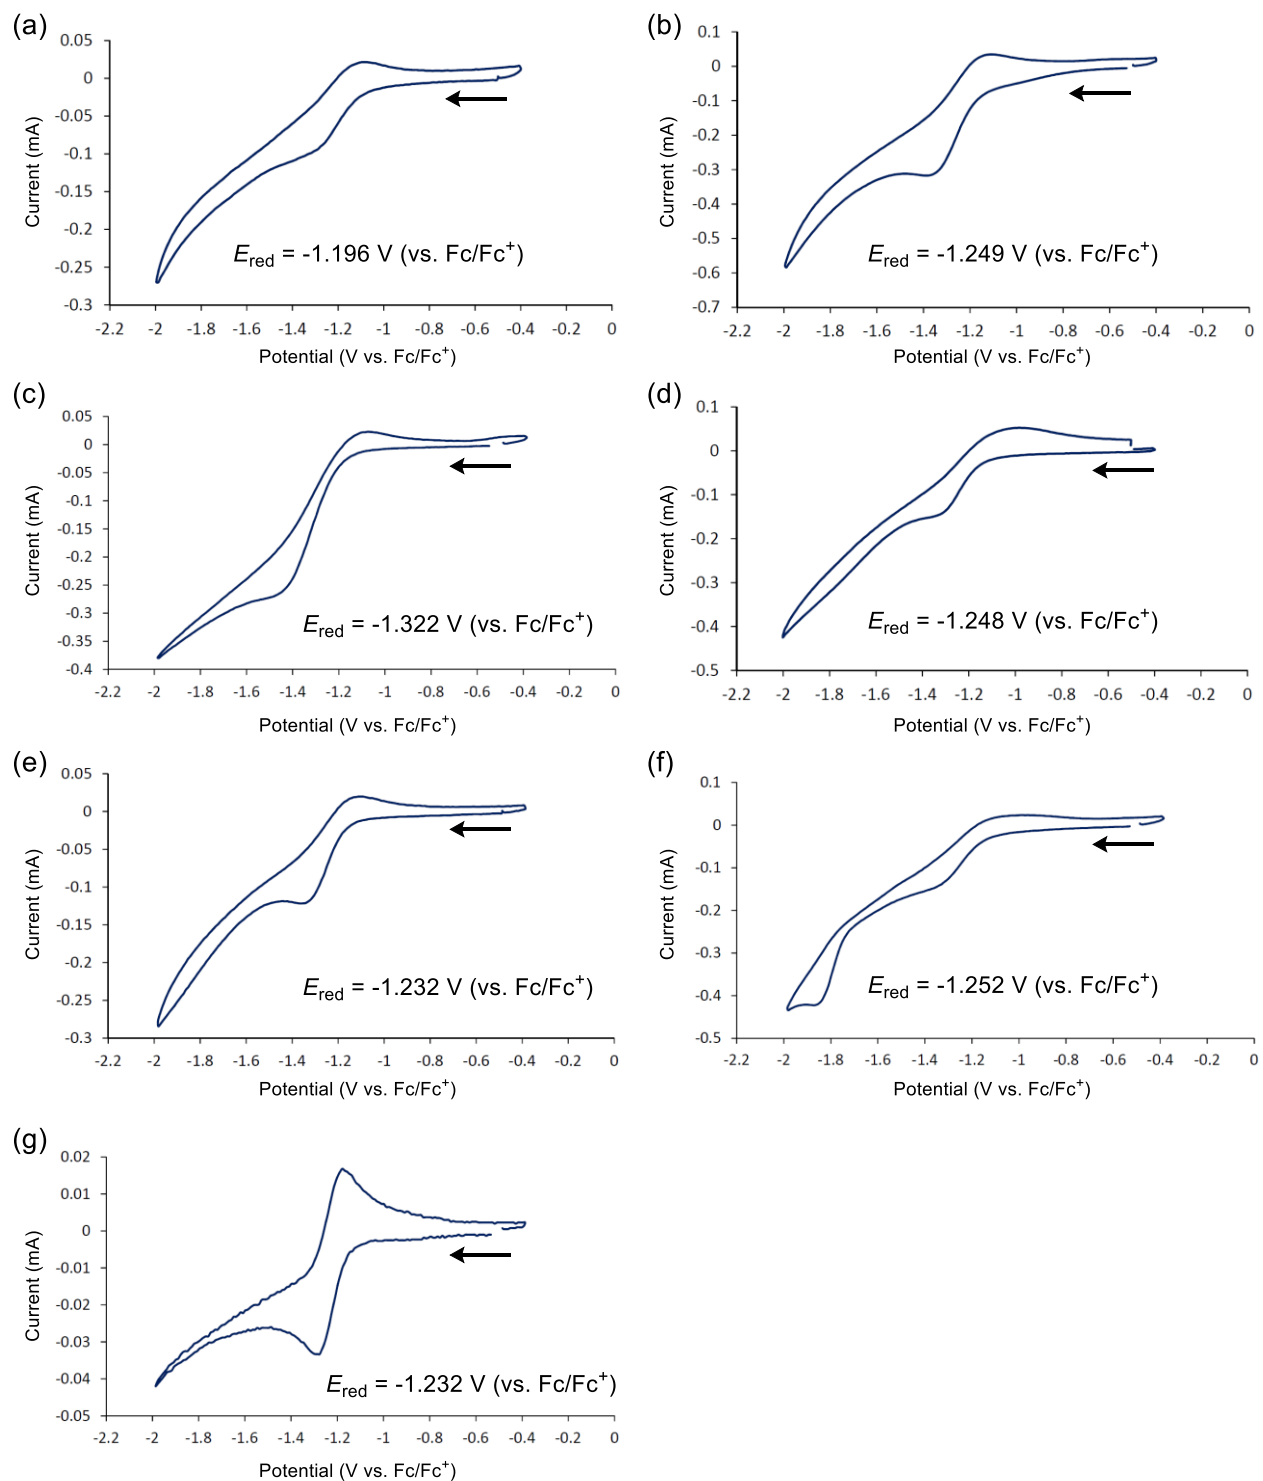 (a)
0.05
0
-0.05
-0.1
-0.15
-0.2
-0.25
-0.3
Current (mA)
E_red = -1.196 V (vs. Fc/Fc⁺)
-2.2 -2 -1.8 -1.6 -1.4 -1.2 -1 -0.8 -0.6 -0.4 -0.2 0
Potential (V vs. Fc/Fc⁺)
(b)
0.1
0
-0.1
-0.2
-0.3
-0.4
-0.5
-0.6
-0.7
Current (mA)
E_red = -1.249 V (vs. Fc/Fc⁺)
-2.2 -2 -1.8 -1.6 -1.4 -1.2 -1 -0.8 -0.6 -0.4 -0.2 0
Potential (V vs. Fc/Fc⁺)
(c)
0.05
0
-0.05
-0.1
-0.15
-0.2
-0.25
-0.3
-0.35
-0.4
Current (mA)
E_red = -1.322 V (vs. Fc/Fc⁺)
-2.2 -2 -1.8 -1.6 -1.4 -1.2 -1 -0.8 -0.6 -0.4 -0.2 0
Potential (V vs. Fc/Fc⁺)
(d)
0.1
0
-0.1
-0.2
-0.3
-0.4
-0.5
Current (mA)
E_red = -1.248 V (vs. Fc/Fc⁺)
-2.2 -2 -1.8 -1.6 -1.4 -1.2 -1 -0.8 -0.6 -0.4 -0.2 0
Potential (V vs. Fc/Fc⁺)
(e)
0.05
0
-0.05
-0.1
-0.15
-0.2
-0.25
-0.3
Current (mA)
E_red = -1.232 V (vs. Fc/Fc⁺)
-2.2 -2 -1.8 -1.6 -1.4 -1.2 -1 -0.8 -0.6 -0.4 -0.2 0
Potential (V vs. Fc/Fc⁺)
(f)
0.1
0
-0.1
-0.2
-0.3
-0.4
-0.5
Current (mA)
E_red = -1.252 V (vs. Fc/Fc⁺)
-2.2 -2 -1.8 -1.6 -1.4 -1.2 -1 -0.8 -0.6 -0.4 -0.2 0
Potential (V vs. Fc/Fc⁺)
(g)
0.02
0.01
0
-0.01
-0.02
-0.03
-0.04
-0.05
Current (mA)
E_red = -1.232 V (vs. Fc/Fc⁺)
-2.2 -2 -1.8 -1.6 -1.4 -1.2 -1 -0.8 -0.6 -0.4 -0.2 0
Potential (V vs. Fc/Fc⁺)